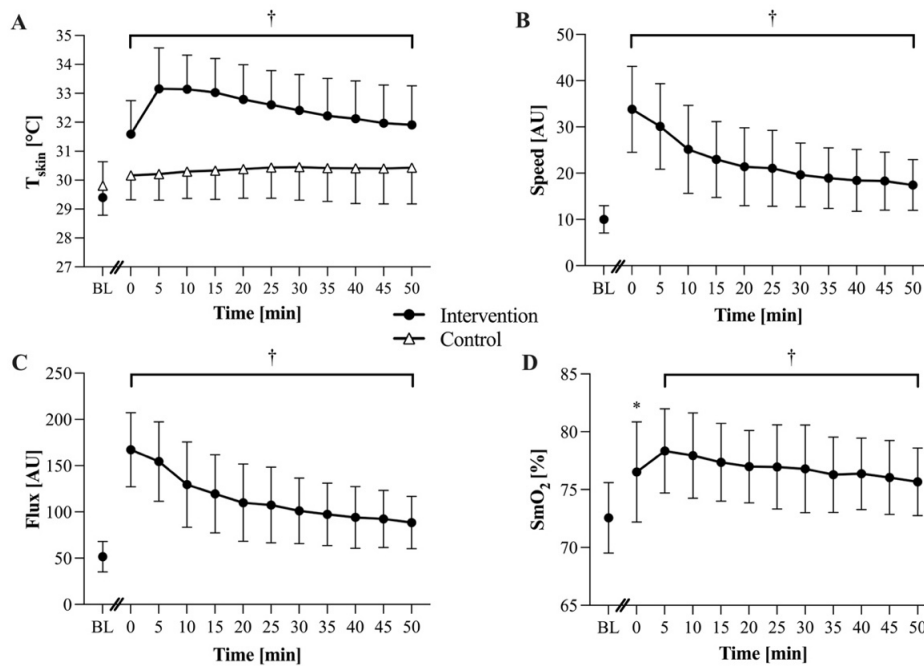 A
†
T_skin [°C]
35
34
33
32
31
30
29
28
27
BL 0 5 10 15 20 25 30 35 40 45 50
Time [min]
B
†
Speed [AU]
50
40
30
20
10
0
BL 0 5 10 15 20 25 30 35 40 45 50
Time [min]
Intervention
Control
C
†
Flux [AU]
250
200
150
100
50
0
BL 0 5 10 15 20 25 30 35 40 45 50
Time [min]
D
†
*
SmO₂ [%]
85
80
75
70
65
BL 0 5 10 15 20 25 30 35 40 45 50
Time [min]